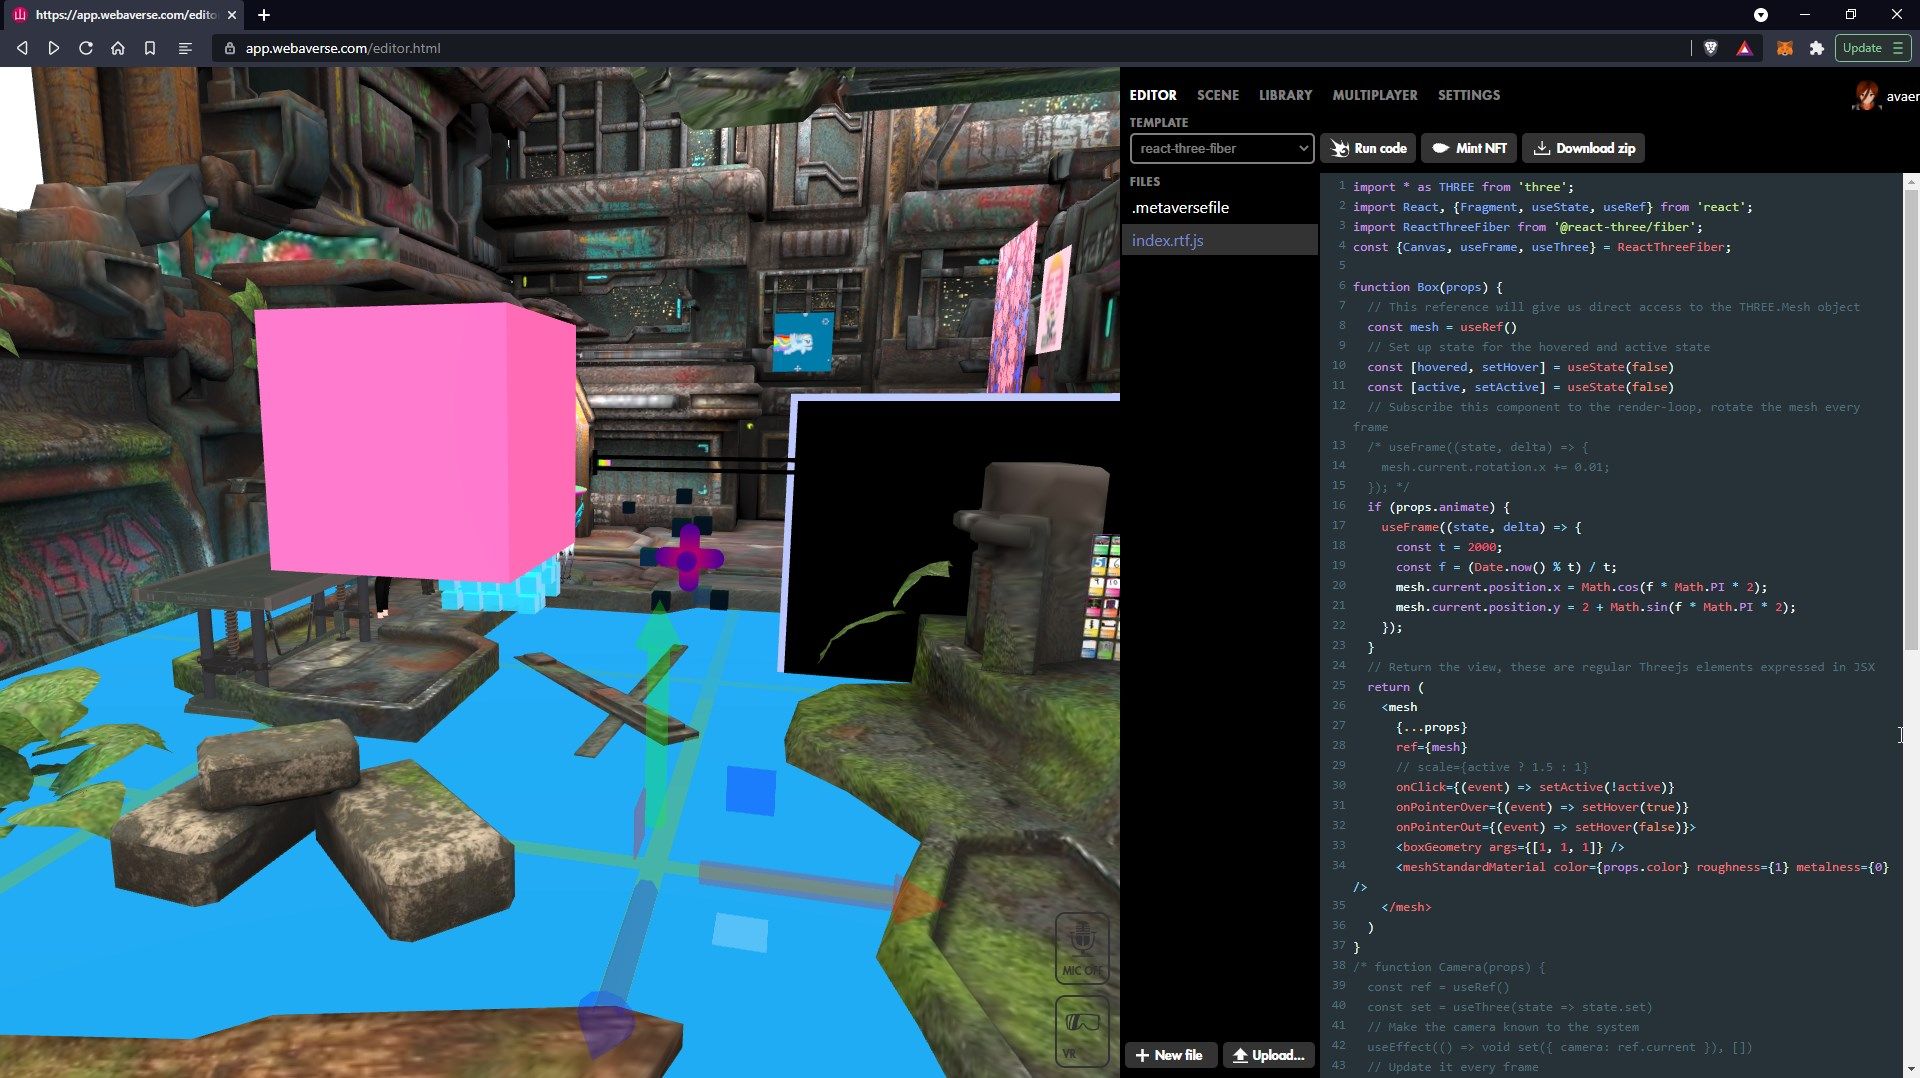 https://app.webaverse.com/edito
app.webaverse.com/editor.html
Update
EDITOR SCENE LIBRARY MULTIPLAYER SETTINGS
avaer
TEMPLATE
react-three-fiber
Run code
Mint NFT
Download zip
FILES
.metaversefile
index.rtf.js
1 import * as THREE from 'three';
2 import React, {Fragment, useState, useRef} from 'react';
3 import ReactThreeFiber from '@react-three/fiber';
4 const {Canvas, useFrame, useThree} = ReactThreeFiber;
5
6 function Box(props) {
7 // This reference will give us direct access to the THREE.Mesh object
8 const mesh = useRef()
9 // Set up state for the hovered and active state
10 const [hovered, setHover] = useState(false)
11 const [active, setActive] = useState(false)
12 // Subscribe this component to the render-loop, rotate the mesh every
frame
13 /* useFrame((state, delta) => {
14 mesh.current.rotation.x += 0.01;
15 }); */
16 if (props.animate) {
17 useFrame((state, delta) => {
18 const t = 2000;
19 const f = (Date.now() % t) / t;
20 mesh.current.position.x = Math.cos(f * Math.PI * 2);
21 mesh.current.position.y = 2 + Math.sin(f * Math.PI * 2);
22 });
23 }
24 // Return the view, these are regular Threejs elements expressed in JSX
25 return (
26 <mesh
27 {...props}
28 ref={mesh}
29 // scale={active ? 1.5 : 1}
30 onClick={(event) => setActive(!active)}
31 onPointerOver={(event) => setHover(true)}
32 onPointerOut={(event) => setHover(false)}>
33 <boxGeometry args={[1, 1, 1]} />
34 <meshStandardMaterial color={props.color} roughness={1} metalness={0}
/>
35 </mesh>
36 )
37 }
38 /* function Camera(props) {
39 const ref = useRef()
40 const set = useThree(state => state.set)
41 // Make the camera known to the system
42 useEffect(() => void set({ camera: ref.current }), [])
43 // Update it every frame
MIC OFF
VR
New file
Upload...